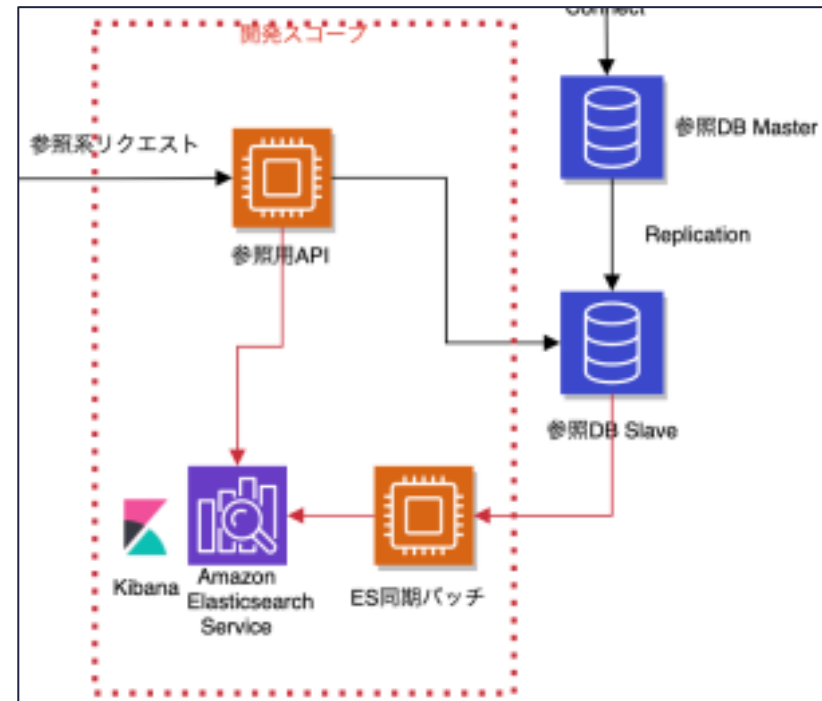 Connect
開発スコープ
参照系リクエスト
参照DB Master
参照用API
Replication
参照DB Slave
Kibana
Amazon
Elasticsearch
Service
ES同期バッチ